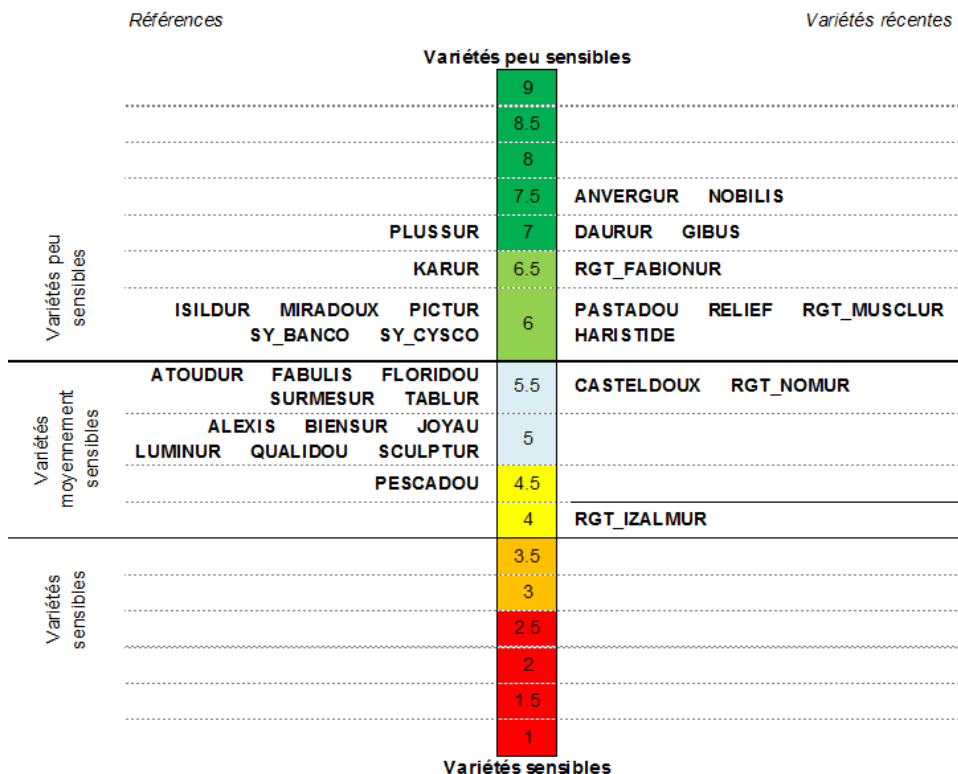 Références Variétés récentes
Variétés peu sensibles
9
8.5
8
7.5 ANVERGUR NOBILIS
PLUSSUR 7 DAURUR GIBUS
KARUR 6.5 RGT_FABIONUR
Variétés peu
sensibles
ISILDUR MIRADOUX PICTUR 6 PASTADOU RELIEF RGT_MUSCLUR
SY_BANCO SY_CYSCO HARISTIDE
ATOUDUR FABULIS FLORIDOU 5.5 CASTELDOUX RGT_NOMUR
SURMESUR TABLUR
Variétés
moyennement
sensibles
ALEXIS BIENSUR JOYAU 5
LUMINUR QUALIDOU SCULPTUR
PESCADOU 4.5
4 RGT_IZALMUR
3.5
Variétés
sensibles
3
2.5
2
1.5
1
Variétés sensibles